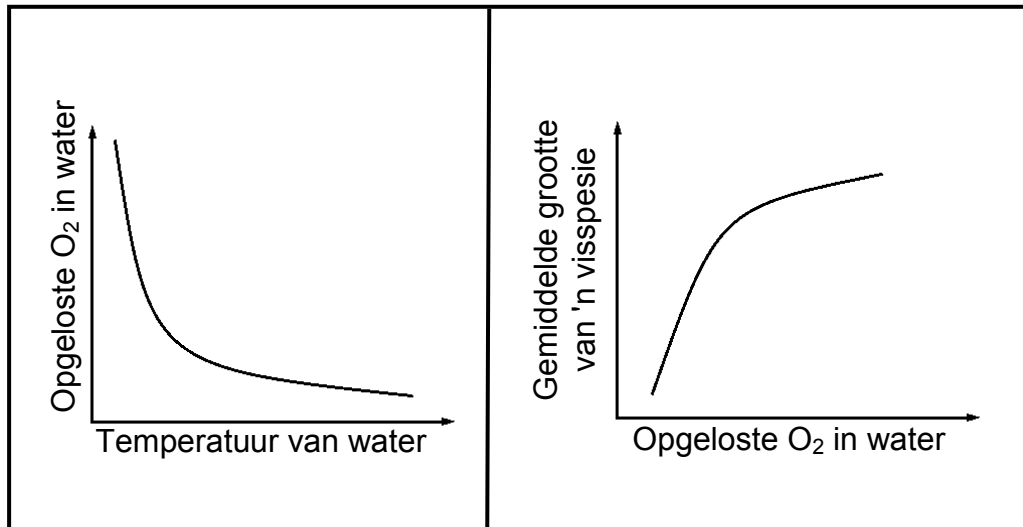 Opgeloste O₂ in water
Temperatuur van water
Gemiddelde grootte
van 'n visspesie
Opgeloste O₂ in water